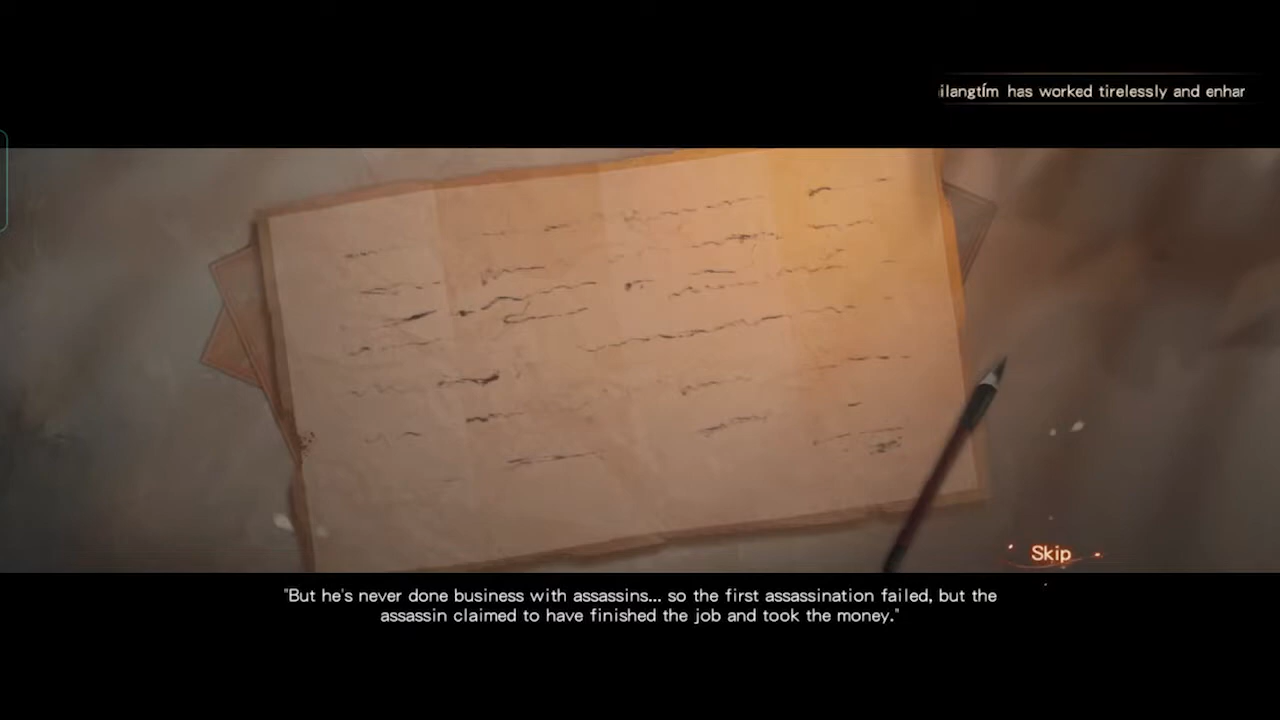 ilangtím has worked tirelessly and enhar
Skip
"But he's never done business with assassins... so the first assassination failed, but the
assassin claimed to have finished the job and took the money."